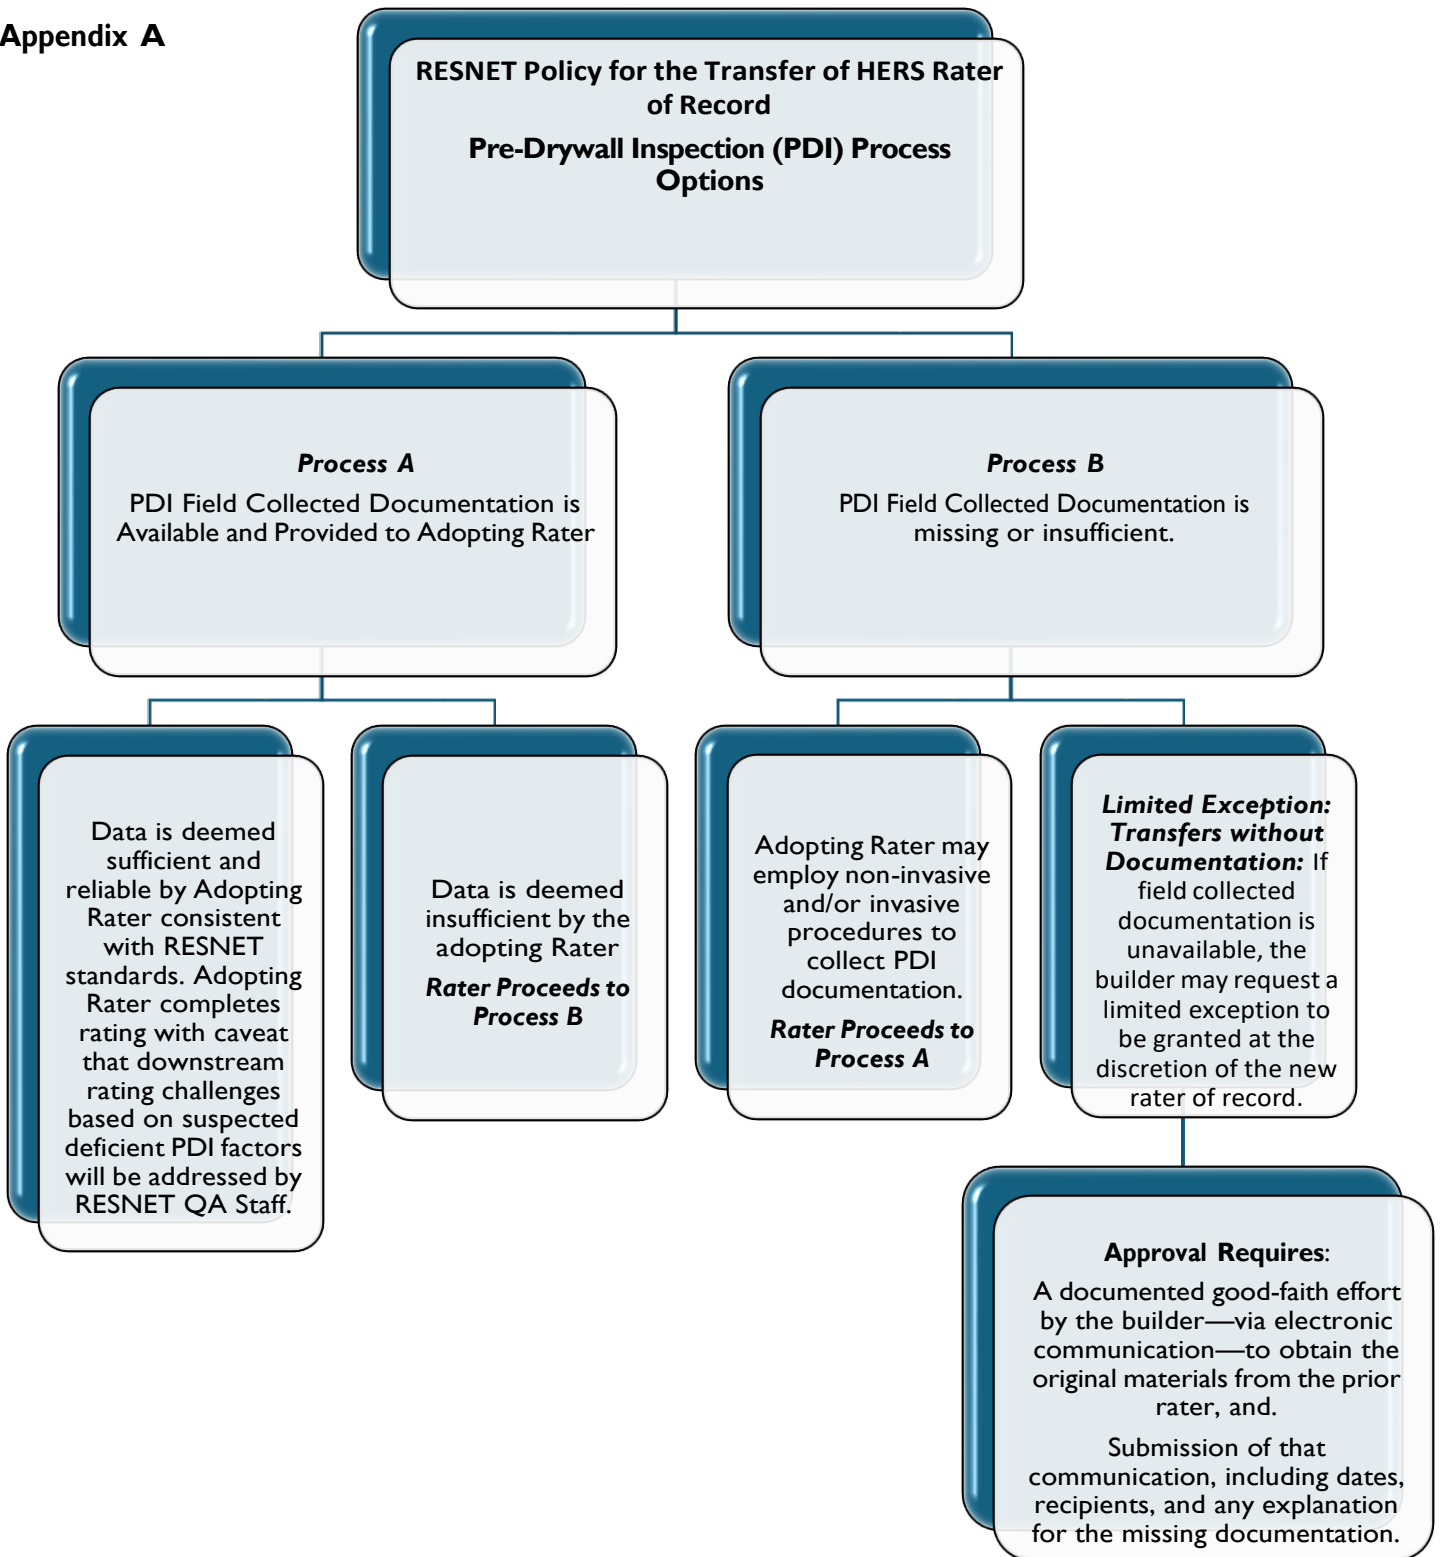 Appendix A
RESNET Policy for the Transfer of HERS Rater
of Record
Pre-Drywall Inspection (PDI) Process
Options
Process A
PDI Field Collected Documentation is
Available and Provided to Adopting Rater
Process B
PDI Field Collected Documentation is
missing or insufficient.
Data is deemed
sufficient and
reliable by Adopting
Rater consistent
with RESNET
standards. Adopting
Rater completes
rating with caveat
that downstream
rating challenges
based on suspected
deficient PDI factors
will be addressed by
RESNET QA Staff.
Data is deemed
insufficient by the
adopting Rater
Rater Proceeds to
Process B
Adopting Rater may
employ non-invasive
and/or invasive
procedures to
collect PDI
documentation.
Rater Proceeds to
Process A
Limited Exception:
Transfers without
Documentation: If
field collected
documentation is
unavailable, the
builder may request a
limited exception to
be granted at the
discretion of the new
rater of record.
Approval Requires:
A documented good-faith effort
by the builder—via electronic
communication—to obtain the
original materials from the prior
rater, and.
Submission of that
communication, including dates,
recipients, and any explanation
for the missing documentation.